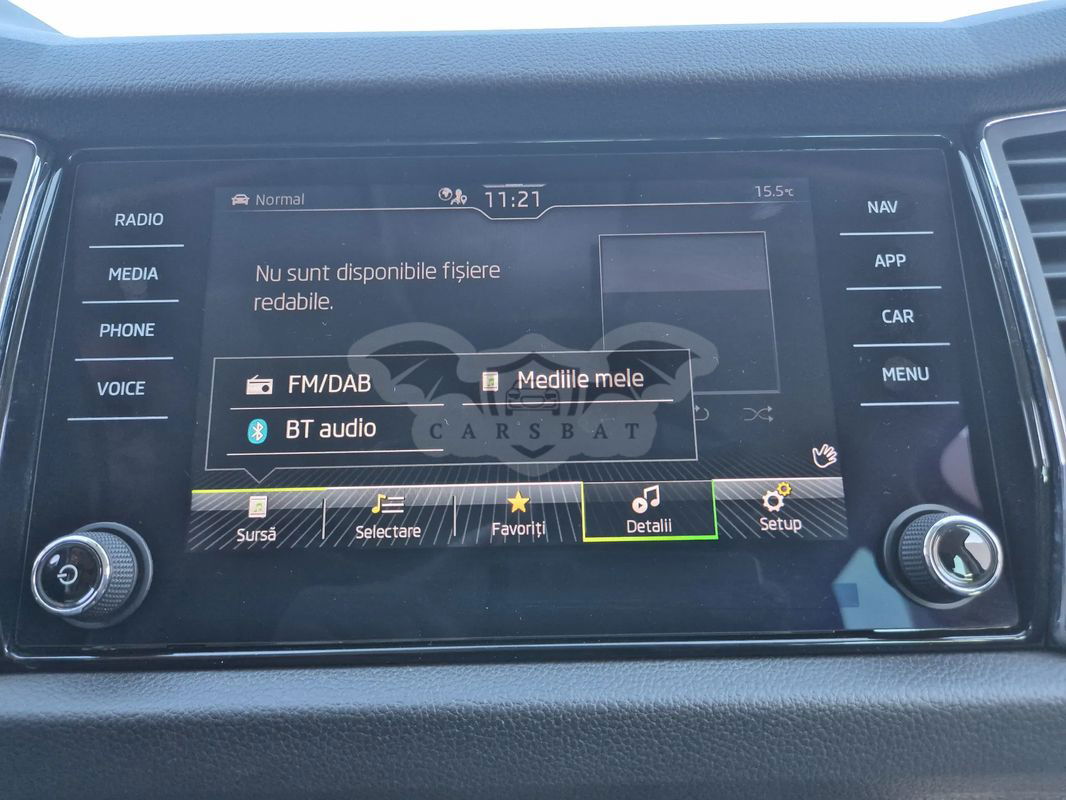 RADIO
MEDIA
PHONE
VOICE
Normal
11:21
15.5°C
Nu sunt disponibile fișiere
redabile.
FM/DAB
Mediile mele
BT audio
CARSBAT
Sursă
Selectare
Favoriți
Detalii
Setup
NAV
APP
CAR
MENU